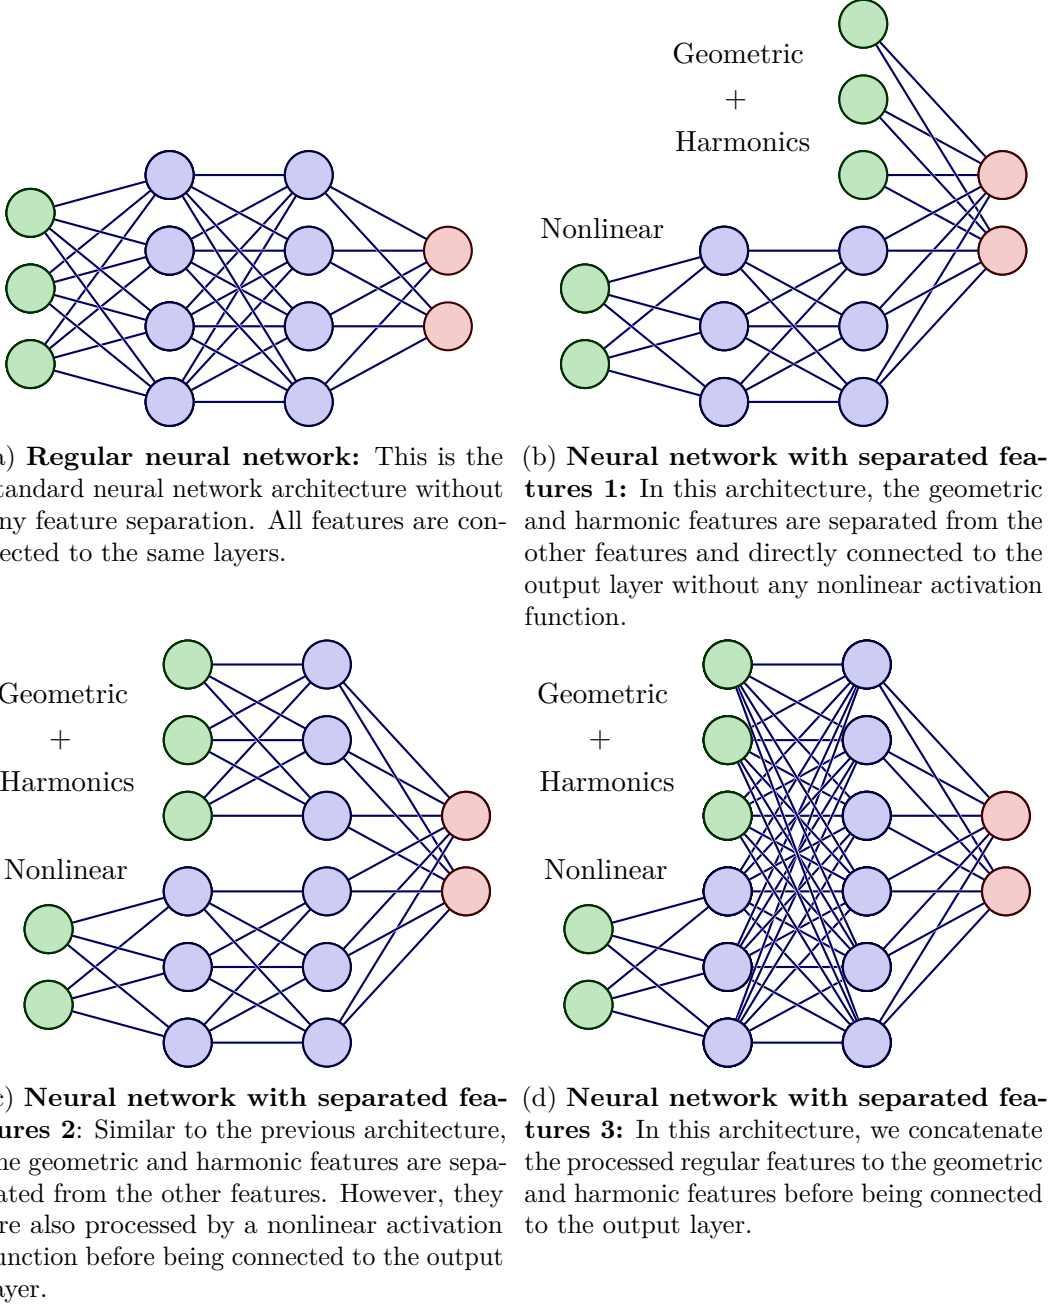 Geometric
+
Harmonics
Nonlinear
a) Regular neural network: This is the
tandard neural network architecture without
ny feature separation. All features are con-
ected to the same layers.
(b) Neural network with separated fea-
tures 1: In this architecture, the geometric
and harmonic features are separated from the
other features and directly connected to the
output layer without any nonlinear activation
function.
Geometric
+
Harmonics
Nonlinear
Geometric
+
Harmonics
Nonlinear
c) Neural network with separated fea-
ures 2: Similar to the previous architecture,
he geometric and harmonic features are sepa-
ated from the other features. However, they
re also processed by a nonlinear activation
unction before being connected to the output
ayer.
(d) Neural network with separated fea-
tures 3: In this architecture, we concatenate
the processed regular features to the geometric
and harmonic features before being connected
to the output layer.